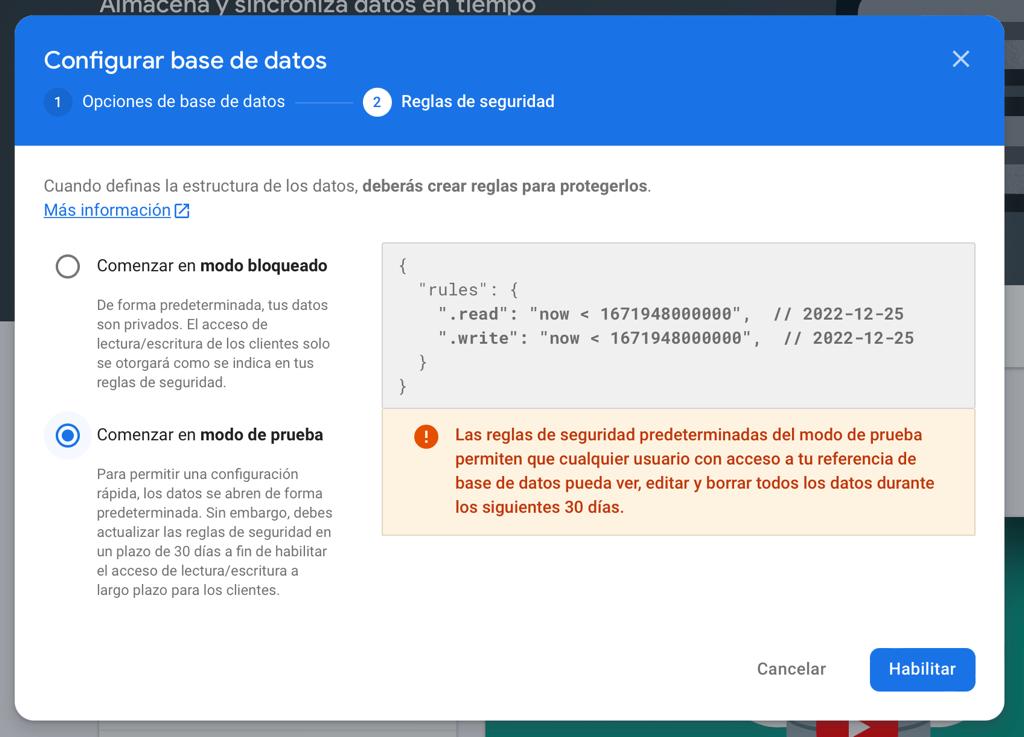 Almacena y sincroniza datos en tiempo
Configurar base de datos
1 Opciones de base de datos 2 Reglas de seguridad
Cuando definas la estructura de los datos, deberás crear reglas para protegerlos.
Más información
Comenzar en modo bloqueado
De forma predeterminada, tus datos
son privados. El acceso de
lectura/escritura de los clientes solo
se otorgará como se indica en tus
reglas de seguridad.
Comenzar en modo de prueba
Para permitir una configuración
rápida, los datos se abren de forma
predeterminada. Sin embargo, debes
actualizar las reglas de seguridad en
un plazo de 30 días a fin de habilitar
el acceso de lectura/escritura a
largo plazo para los clientes.
{
"rules": {
".read": "now < 1671948000000", // 2022-12-25
".write": "now < 1671948000000", // 2022-12-25
}
}
Las reglas de seguridad predeterminadas del modo de prueba
permiten que cualquier usuario con acceso a tu referencia de
base de datos pueda ver, editar y borrar todos los datos durante
los siguientes 30 días.
Cancelar Habilitar